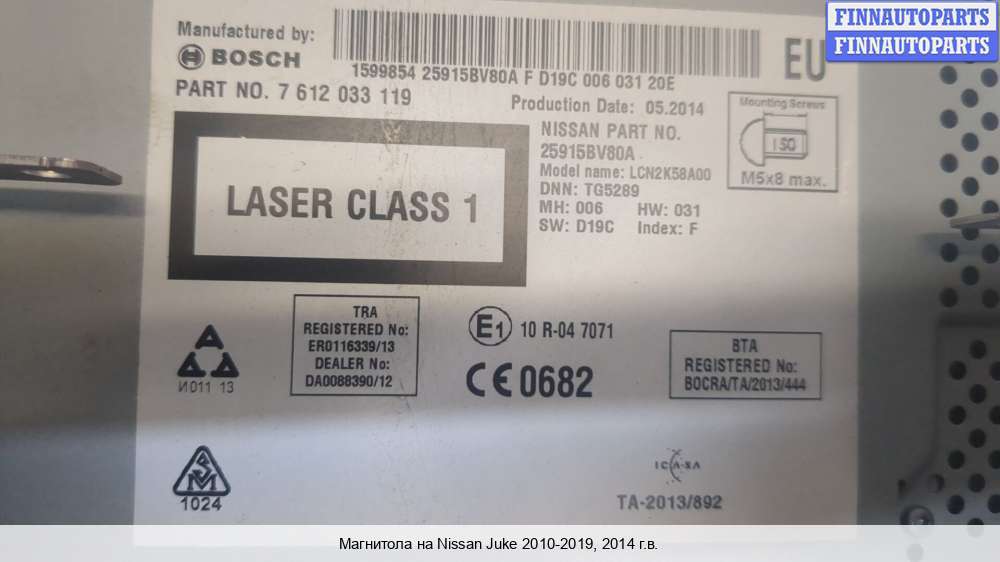 FINNAUTOPARTS
FINNAUTOPARTS
Manufactured by:
BOSCH
1599854 25915BV80A F D19C 006 031 20E
EU
PART NO. 7 612 033 119
Production Date: 05.2014
NISSAN PART NO.
25915BV80A
Model name: LCN2K58A00
DNN: TG5289
MH: 006 HW: 031
SW: D19C Index: F
Mounting Screws
ISO
M5x8 max.
LASER CLASS 1
TRA
REGISTERED No:
ER0116339/13
DEALER No:
DA0088390/12
E1 10 R-04 7071
CE 0682
BTA
REGISTERED No:
BOCRA/TA/2013/444
И011 13
SM
1024
ICASA
TA-2013/892
Магнитола на Nissan Juke 2010-2019, 2014 г.в.